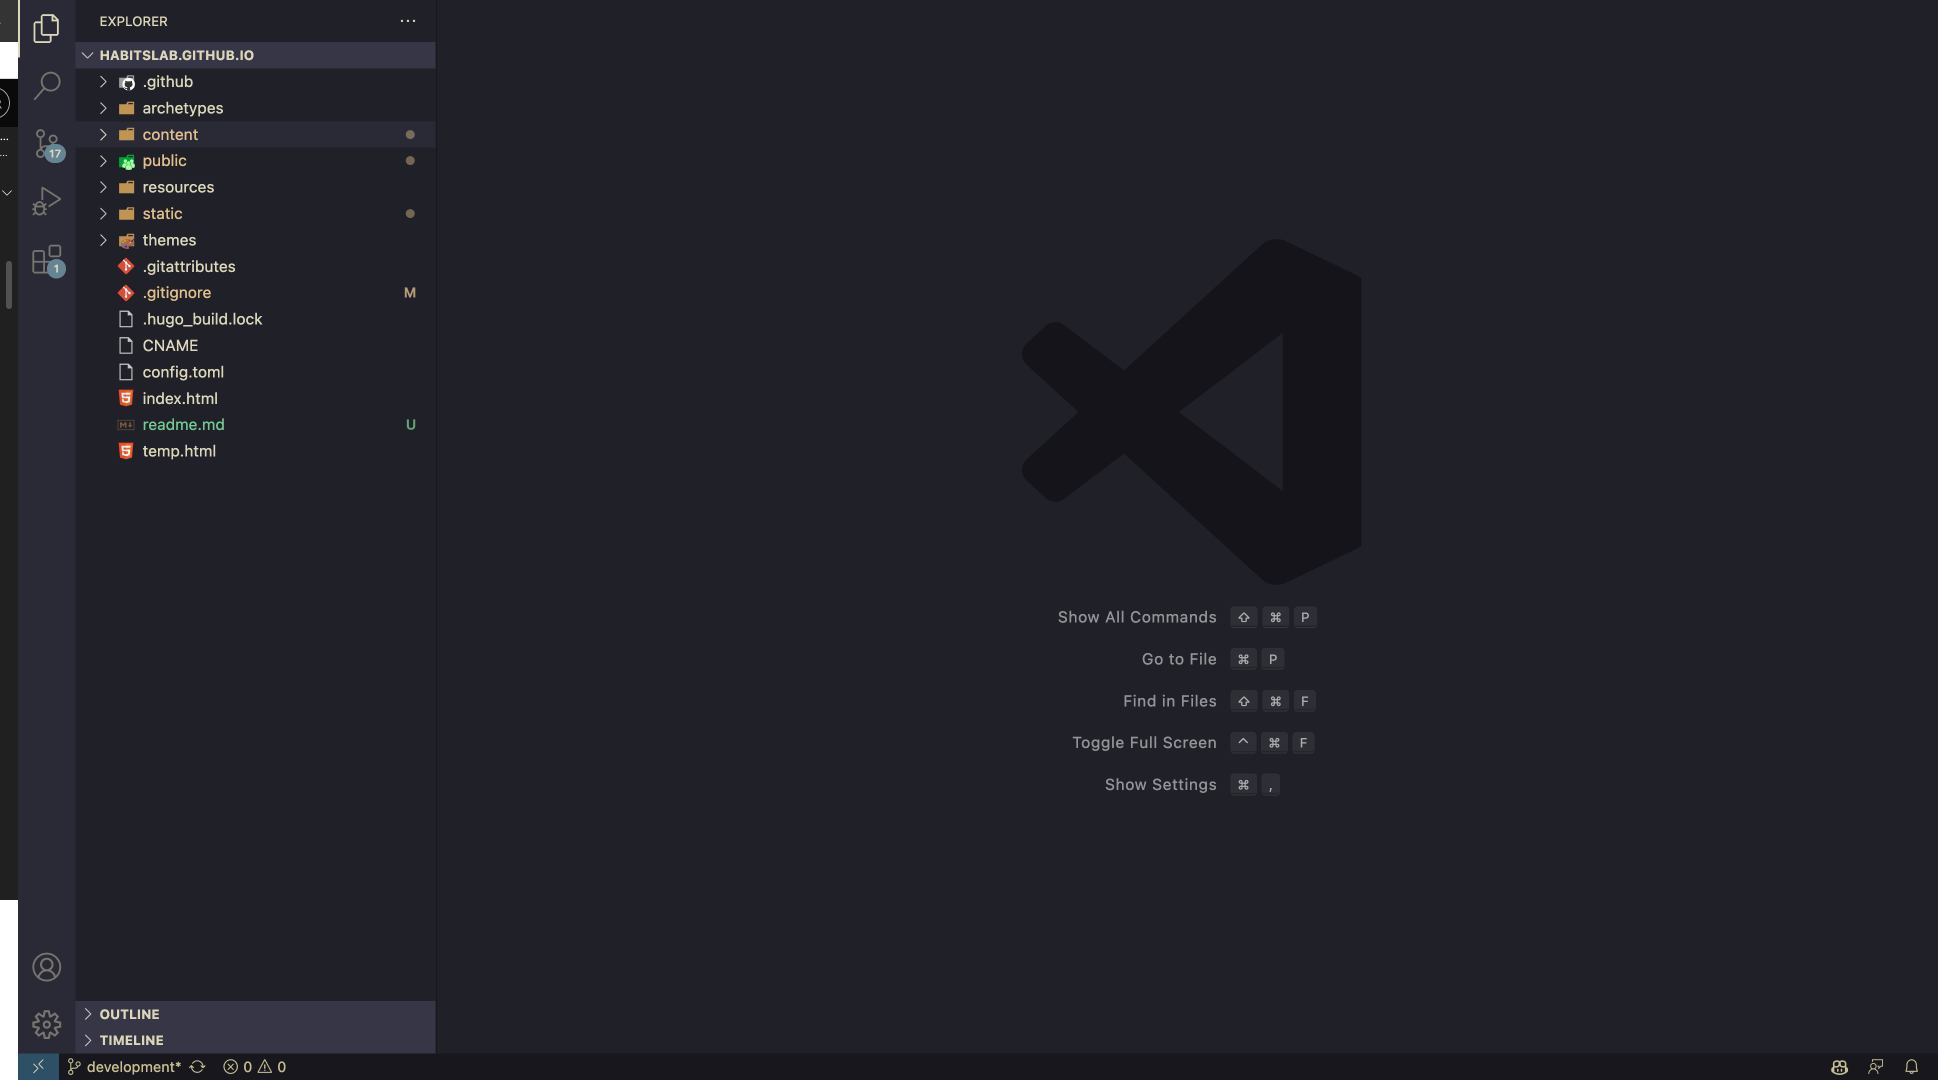 EXPLORER
HABITSLAB.GITHUB.IO
.github
archetypes
content
public
resources
static
themes
.gitattributes
.gitignore M
.hugo_build.lock
CNAME
config.toml
index.html
readme.md U
temp.html
17
1
Show All Commands ⇧ ⌘ P
Go to File ⌘ P
Find in Files ⇧ ⌘ F
Toggle Full Screen ^ ⌘ F
Show Settings ⌘ ,
OUTLINE
TIMELINE
development* 0 0